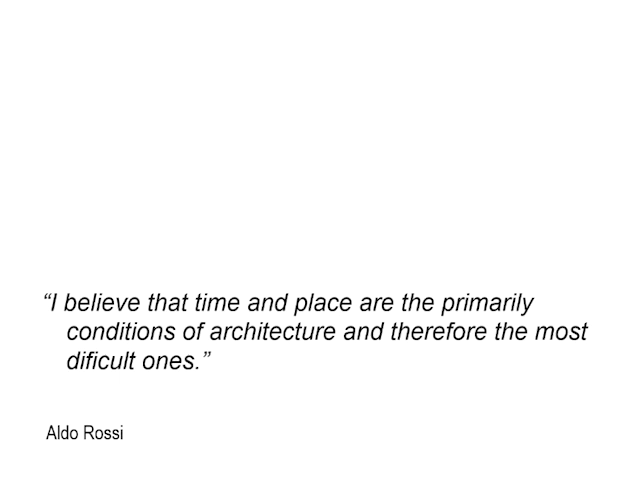 “I believe that time and place are the primarily
conditions of architecture and therefore the most
dificult ones.”
Aldo Rossi